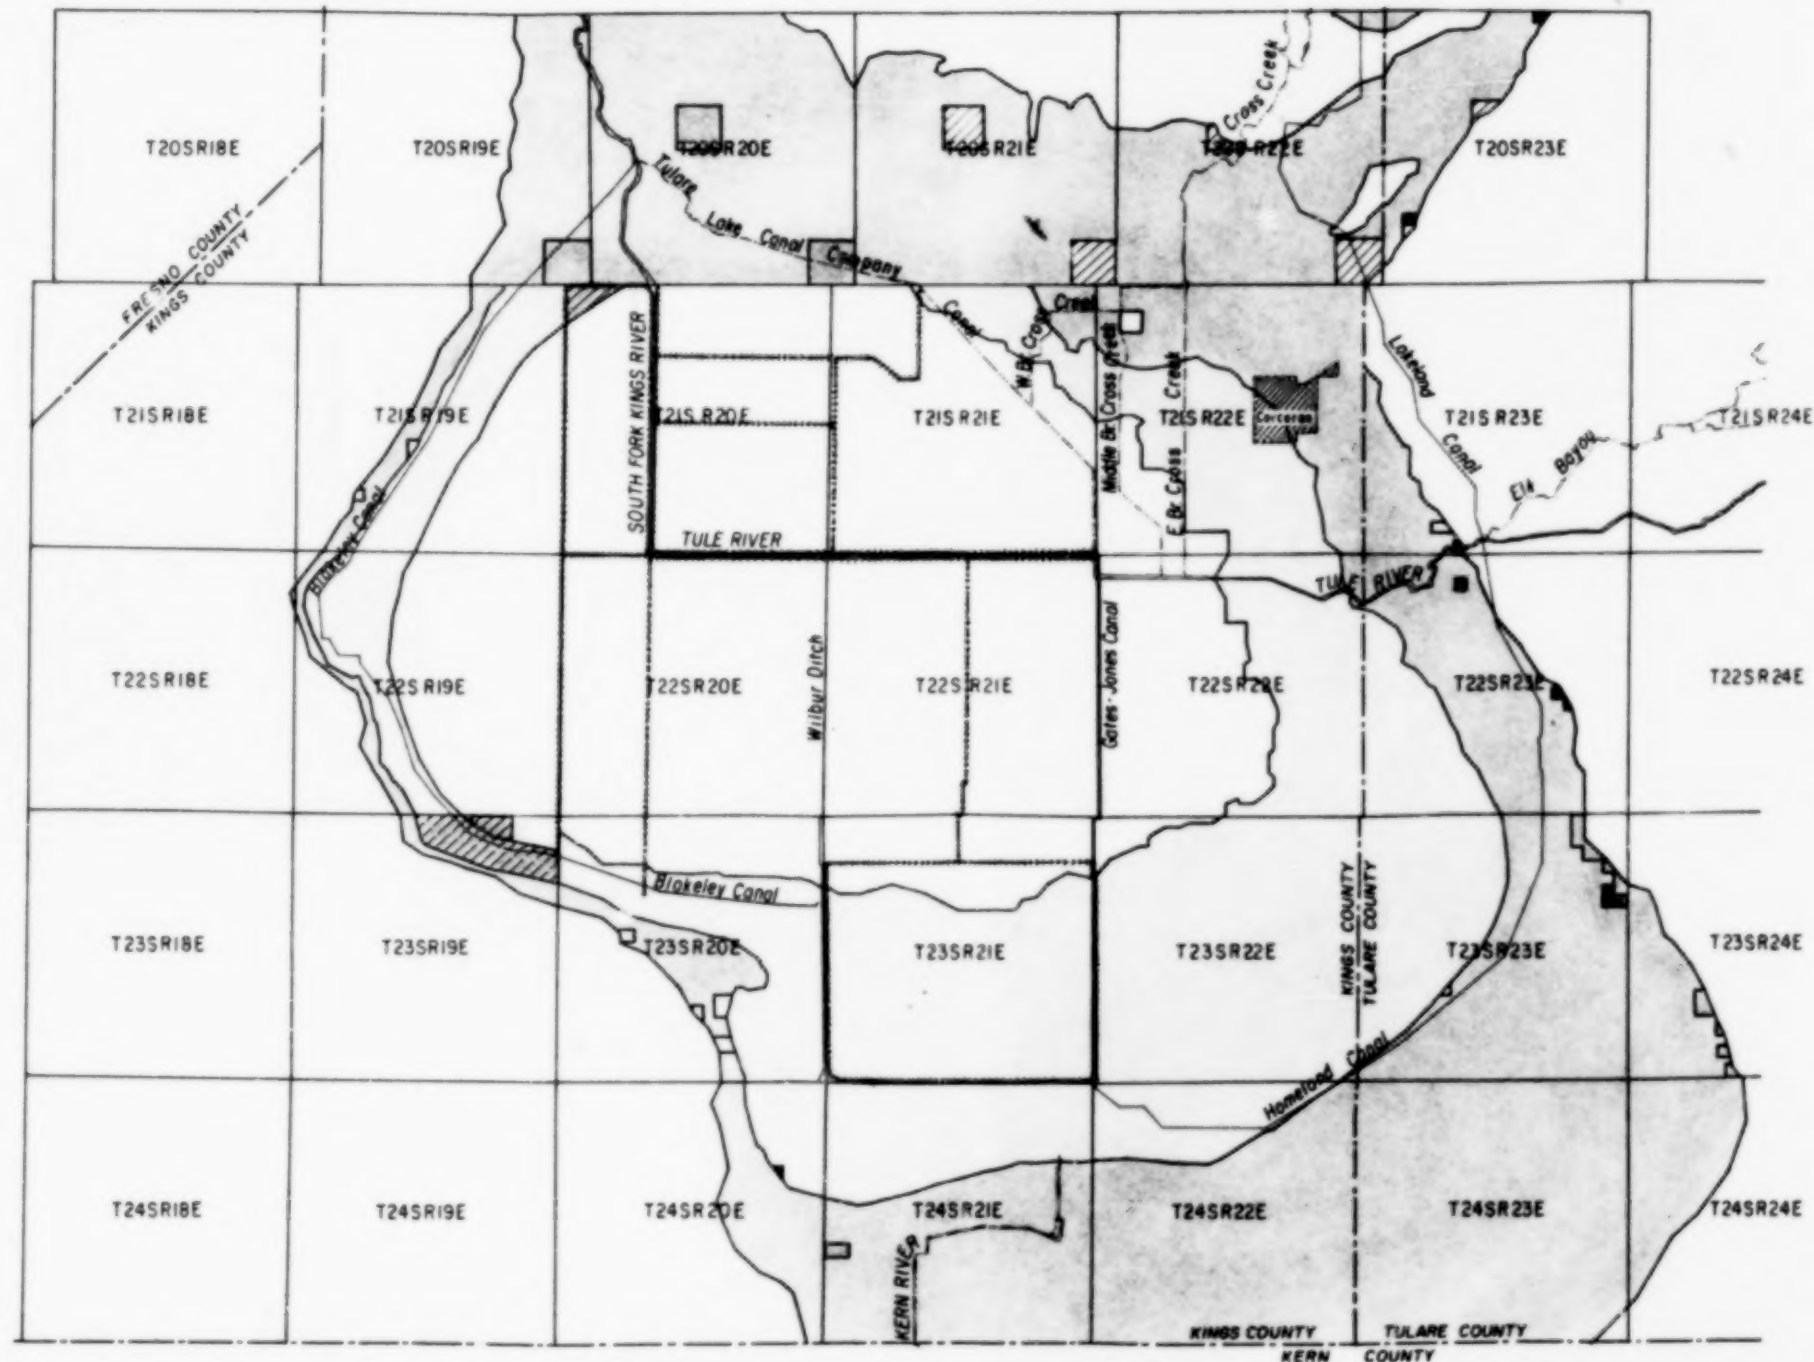 T20SR18E
T20SR19E
T20SR20E
T20SR21E
T20S R22E
T20SR23E
Cross Creek
Cross Creek
FRESNO COUNTY
KINGS COUNTY
Tulare Lake Canal Company Canal
T21SR18E
T21SR19E
T21SR20E
T21SR21E
T21SR22E
T21SR23E
T21SR24E
SOUTH FORK KINGS RIVER
W. Br. Cross Creek
Middle Br. Cross Creek
E. Br. Cross Creek
Corcoran
Lakeland Canal
Elk Bayou
Blakeley Canal
TULE RIVER
TULE RIVER
T22SR18E
T22SR19E
T22SR20E
T22SR21E
T22SR22E
T22SR23E
T22SR24E
Wilbur Ditch
Gates-Jones Canal
Blakeley Canal
KINGS COUNTY
TULARE COUNTY
T23SR18E
T23SR19E
T23SR20E
T23SR21E
T23SR22E
T23SR23E
T23SR24E
Homeland Canal
T24SR18E
T24SR19E
T24SR20E
T24SR21E
T24SR22E
T24SR23E
T24SR24E
KERN RIVER
KINGS COUNTY
TULARE COUNTY
KERN COUNTY